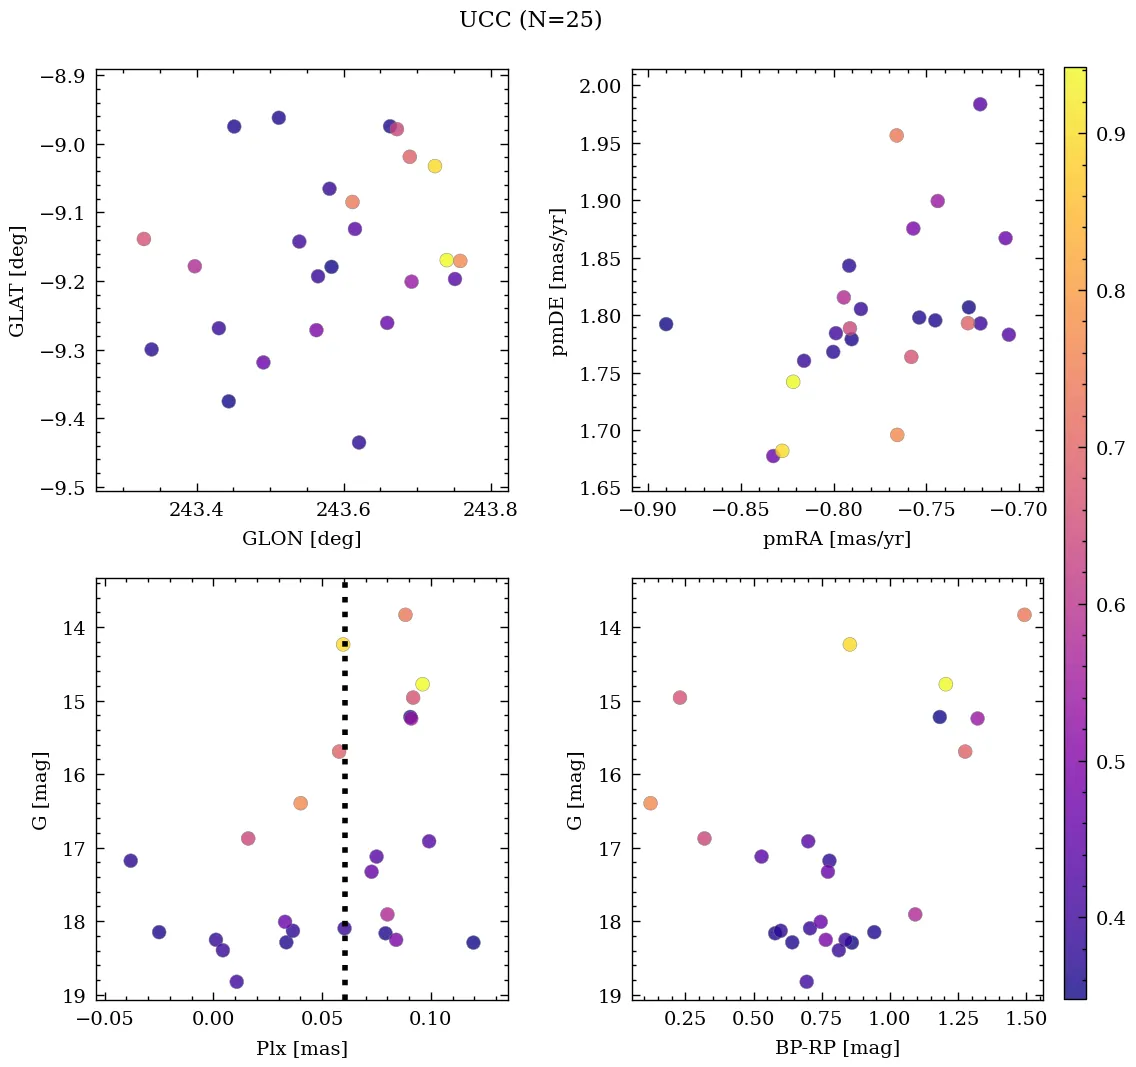 UCC (N=25)
−8.9
−9.0
−9.1
−9.2
−9.3
−9.4
−9.5
GLAT [deg]
243.4 243.6 243.8
GLON [deg]
2.00
1.95
1.90
1.85
1.80
1.75
1.70
1.65
pmDE [mas/yr]
−0.90 −0.85 −0.80 −0.75 −0.70
pmRA [mas/yr]
14
15
16
17
18
19
G [mag]
−0.05 0.00 0.05 0.10
Plx [mas]
14
15
16
17
18
19
G [mag]
0.25 0.50 0.75 1.00 1.25 1.50
BP-RP [mag]
0.9
0.8
0.7
0.6
0.5
0.4